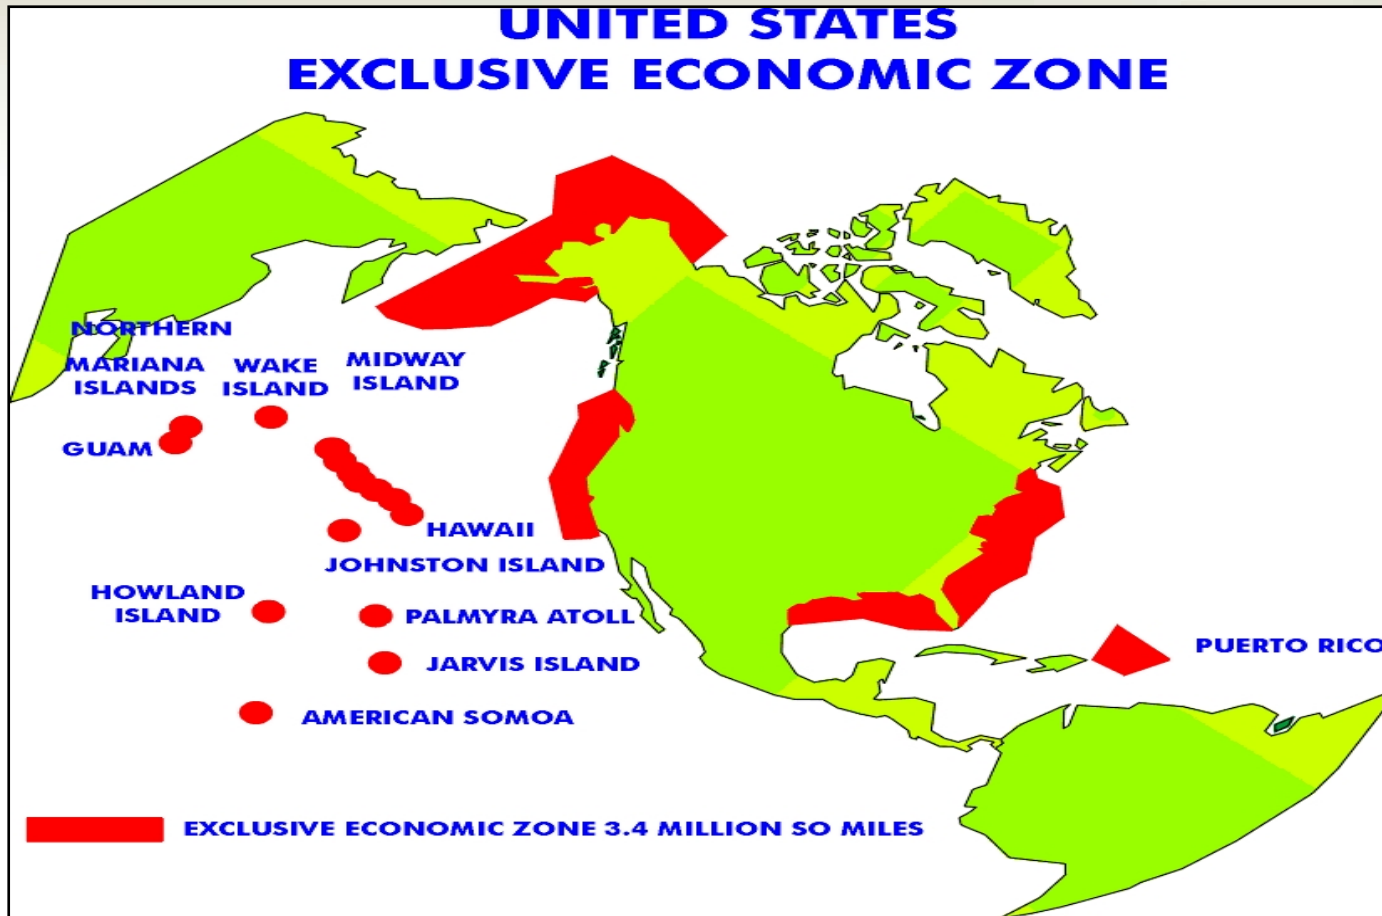 UNITED STATES
EXCLUSIVE ECONOMIC ZONE
NORTHERN
MARIANA
ISLANDS
WAKE
ISLAND
MIDWAY
ISLAND
GUAM
HAWAII
JOHNSTON ISLAND
HOWLAND
ISLAND
PALMYRA ATOLL
JARVIS ISLAND
PUERTO RICO
AMERICAN SOMOA
EXCLUSIVE ECONOMIC ZONE 3.4 MILLION SO MILES